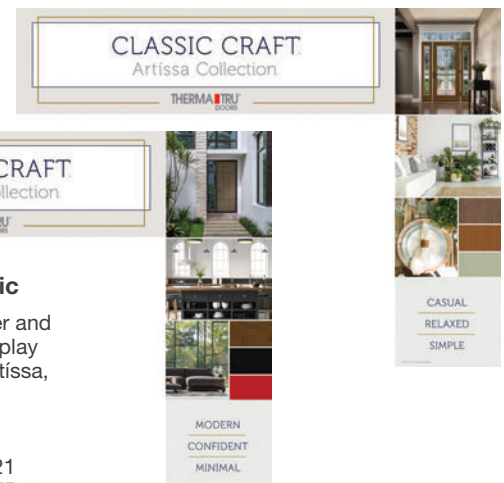 CLASSIC CRAFT
Artíssa Collection
THERMA TRU
DOORS
CRAFT
llection
ic
er and
play
tíssa,
21
CASUAL
RELAXED
SIMPLE
MODERN
CONFIDENT
MINIMAL